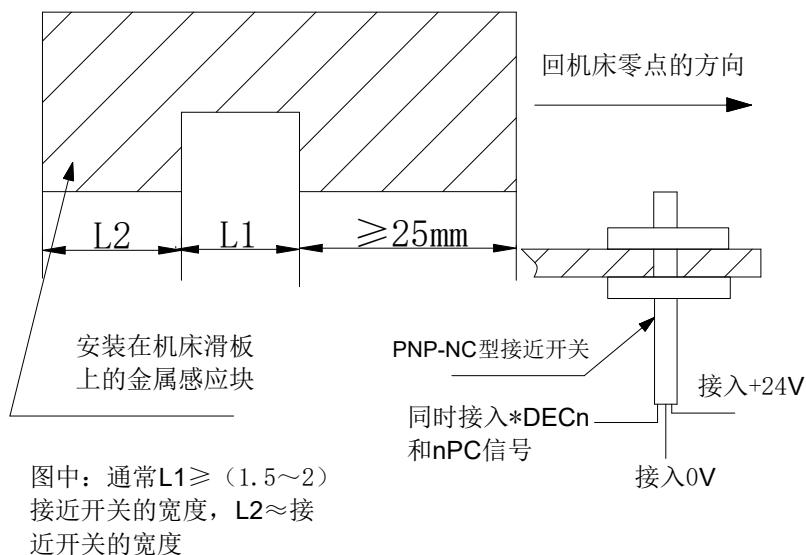 回机床零点的方向
L2
L1
≥25mm
安装在机床滑板
上的金属感应块
PNP-NC型接近开关
接入+24V
同时接入*DECn
和nPC信号
接入0V
图中：通常L1≥（1.5～2）
接近开关的宽度，L2≈接
近开关的宽度